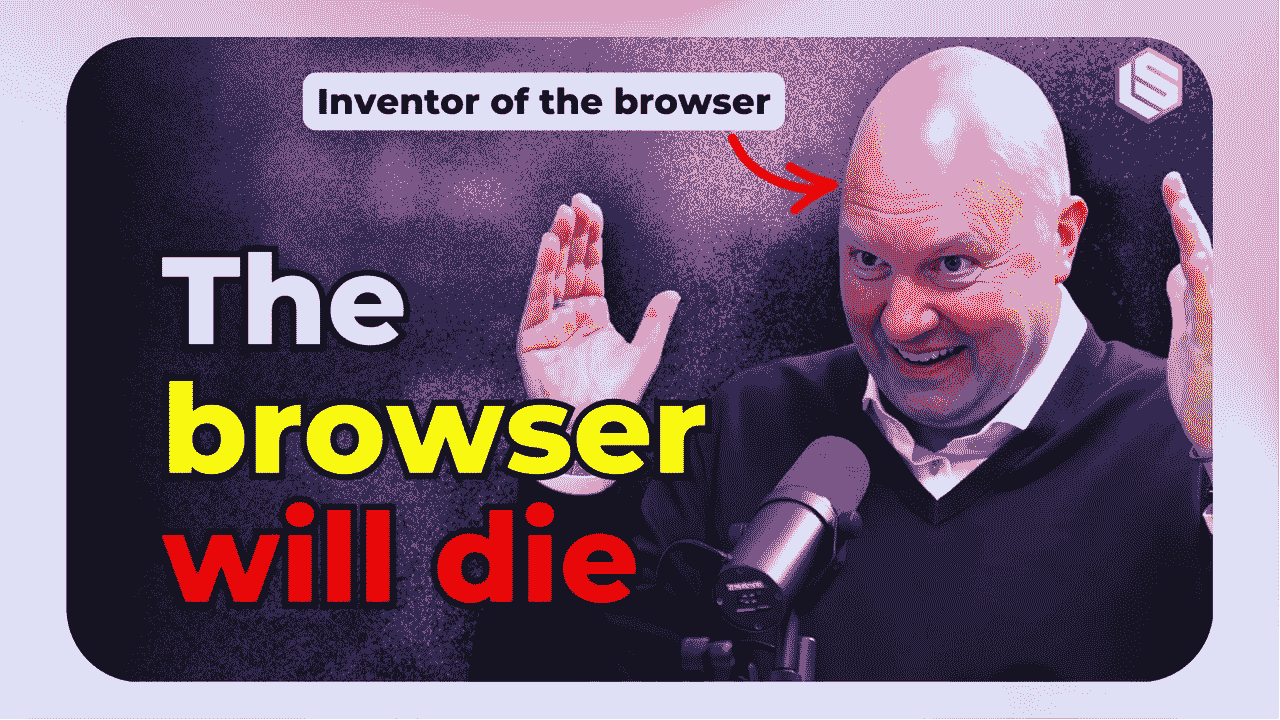 Inventor of the browser
The
browser
will die